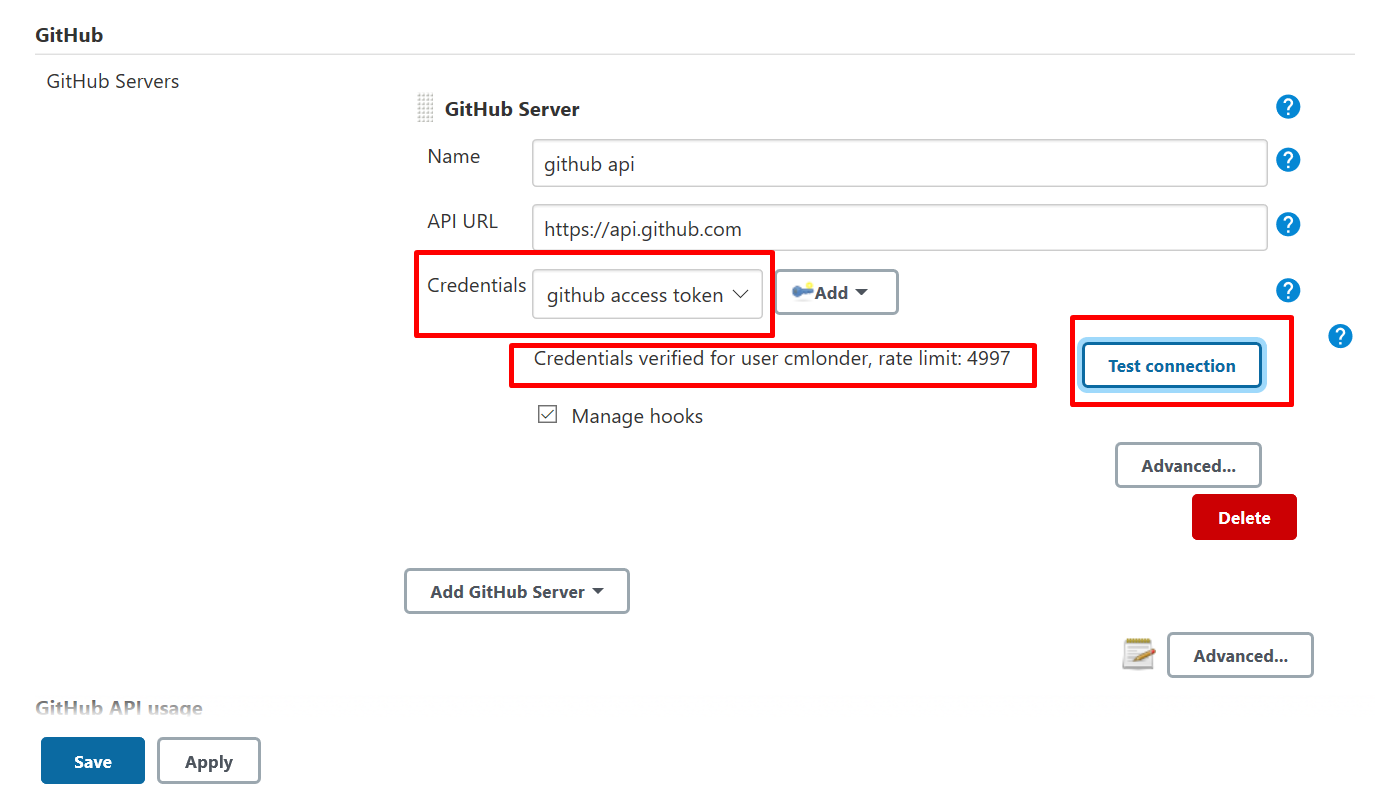 GitHub
GitHub Servers
GitHub Server
?
Name
github api
?
API URL
https://api.github.com
?
Credentials
github access token
Add
?
Credentials verified for user cmlonder, rate limit: 4997
Test connection
?
Manage hooks
Advanced...
Delete
Add GitHub Server
Advanced...
GitHub API usage
Save
Apply